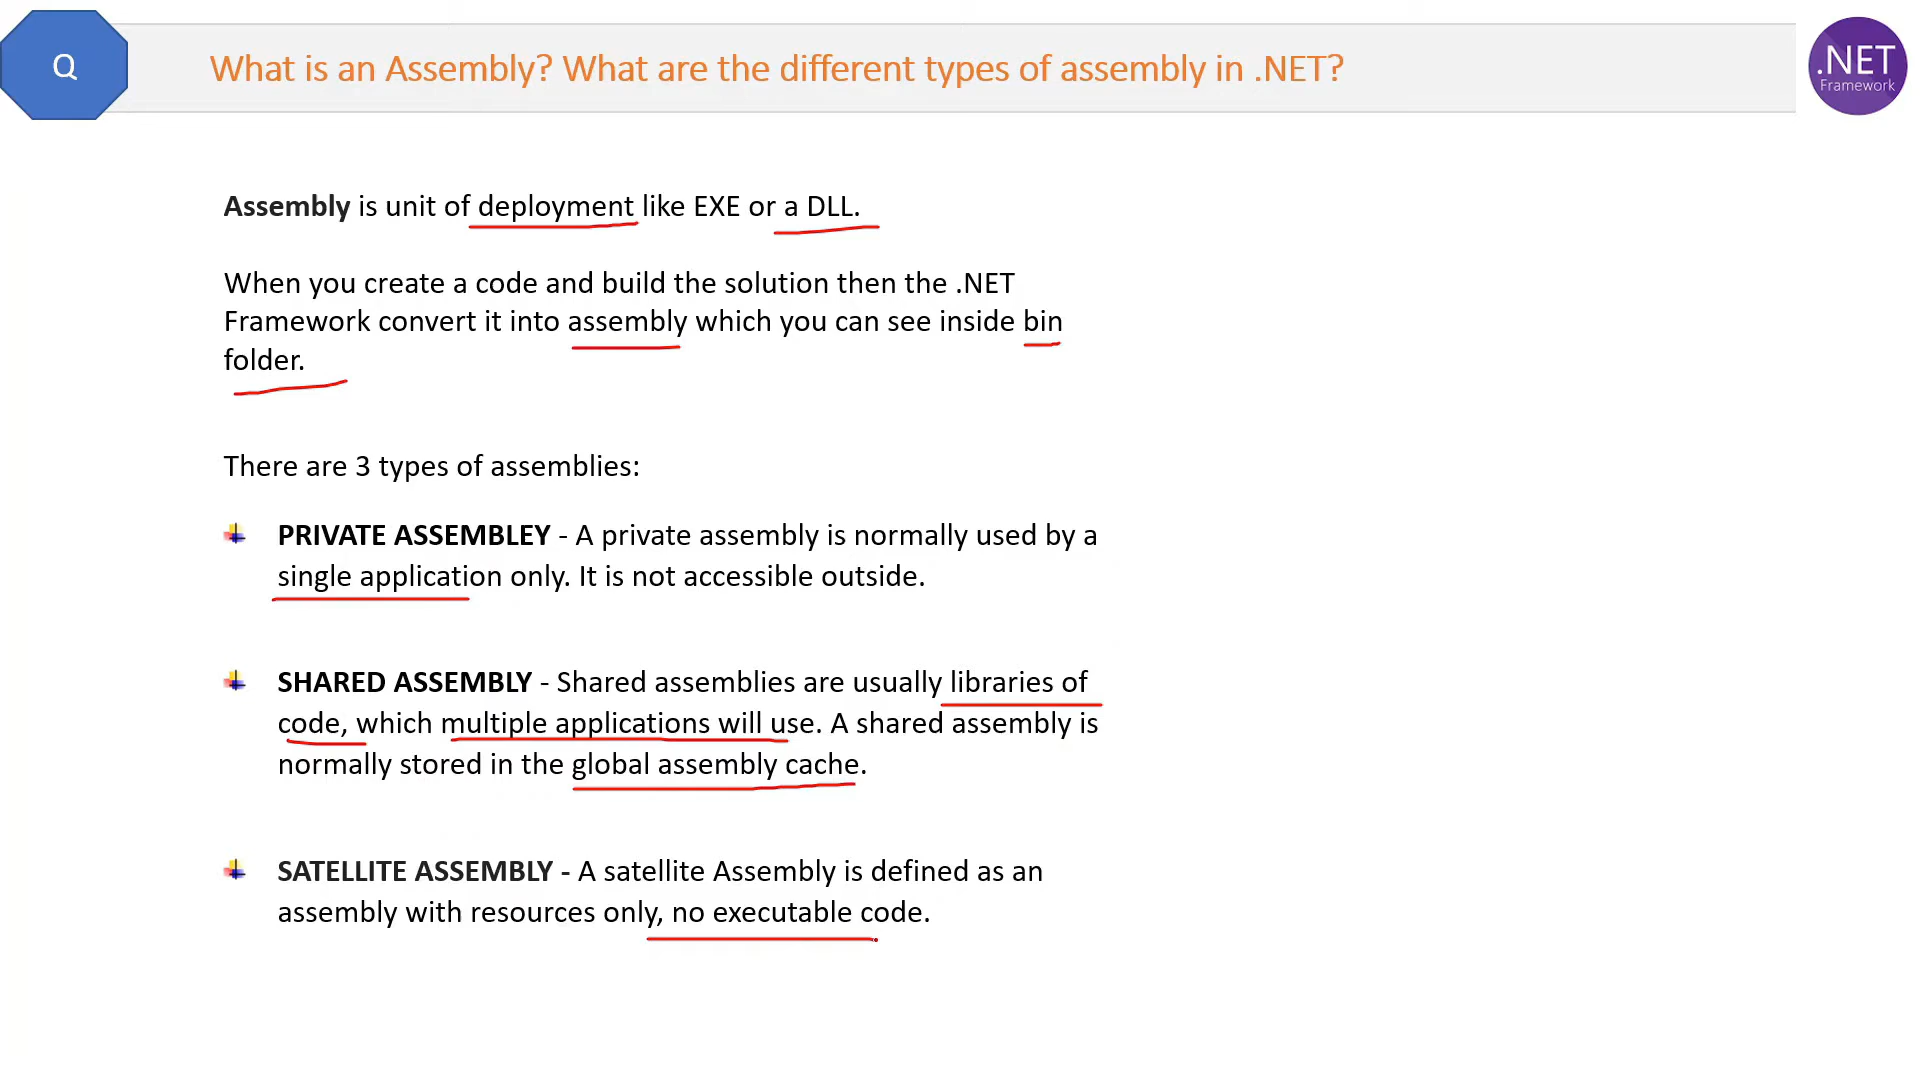 Q
What is an Assembly? What are the different types of assembly in .NET?
.NET
Framework
Assembly is unit of deployment like EXE or a DLL.
When you create a code and build the solution then the .NET
Framework convert it into assembly which you can see inside bin
folder.
There are 3 types of assemblies:
PRIVATE ASSEMBLEY - A private assembly is normally used by a
single application only. It is not accessible outside.
SHARED ASSEMBLY - Shared assemblies are usually libraries of
code, which multiple applications will use. A shared assembly is
normally stored in the global assembly cache.
SATELLITE ASSEMBLY - A satellite Assembly is defined as an
assembly with resources only, no executable code.